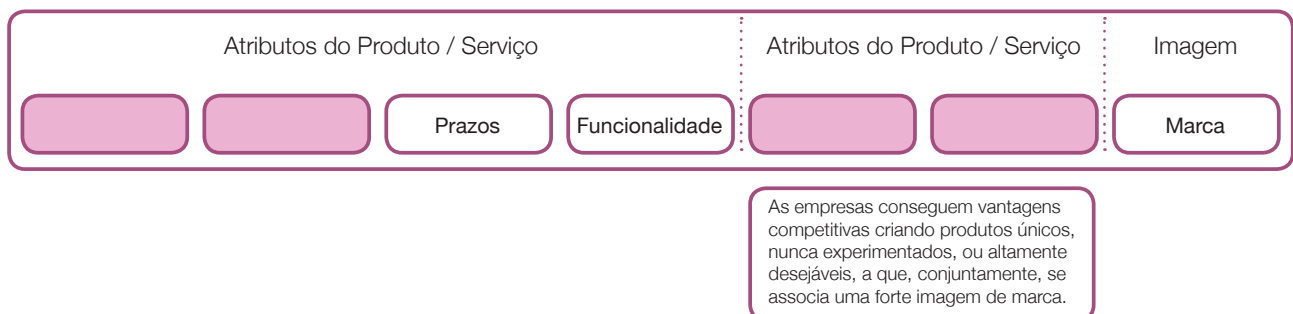 Atributos do Produto / Serviço
Atributos do Produto / Serviço
Imagem
Prazos
Funcionalidade
Marca
As empresas conseguem vantagens
competitivas criando produtos únicos,
nunca experimentados, ou altamente
desejáveis, a que, conjuntamente, se
associa uma forte imagem de marca.